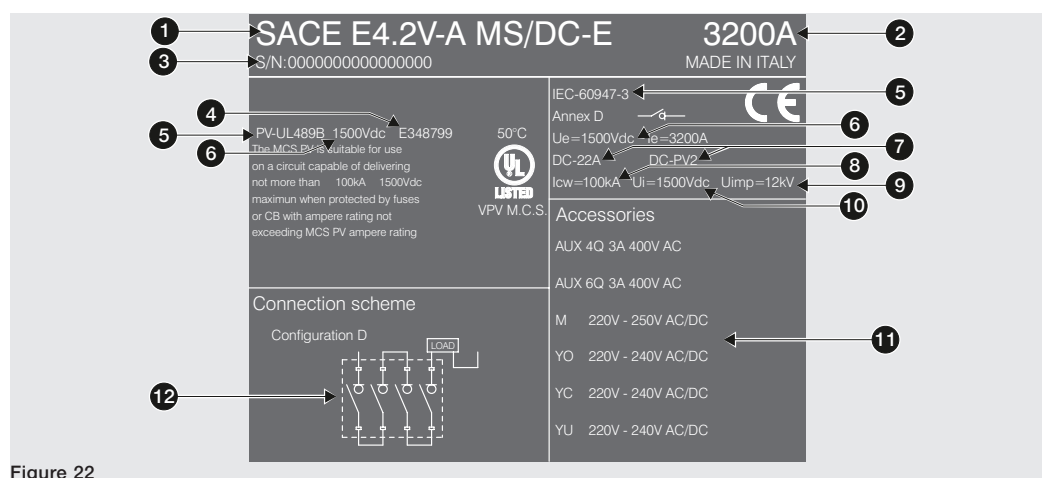 1 SACE E4.2V-A MS/DC-E 3200A 2
3 S/N:0000000000000000 MADE IN ITALY
4
5 PV-UL489B 1500Vdc E348799 50°C
6
The MCS PV is suitable for use
on a circuit capable of delivering
not more than 100kA 1500Vdc
maximun when protected by fuses
or CB with ampere rating not
exceeding MCS PV ampere rating
UL
LISTED
VPV M.C.S.
IEC-60947-3 5
CE
Annex D
Ue=1500Vdc Ie=3200A 6
DC-22A DC-PV2 7
8
Icw=100kA Ui=1500Vdc Uimp=12kV 9
10
Accessories
AUX 4Q 3A 400V AC
AUX 6Q 3A 400V AC
M 220V - 250V AC/DC
11
YO 220V - 240V AC/DC
YC 220V - 240V AC/DC
YU 220V - 240V AC/DC
Connection scheme
Configuration D
LOAD
12
Figure 22